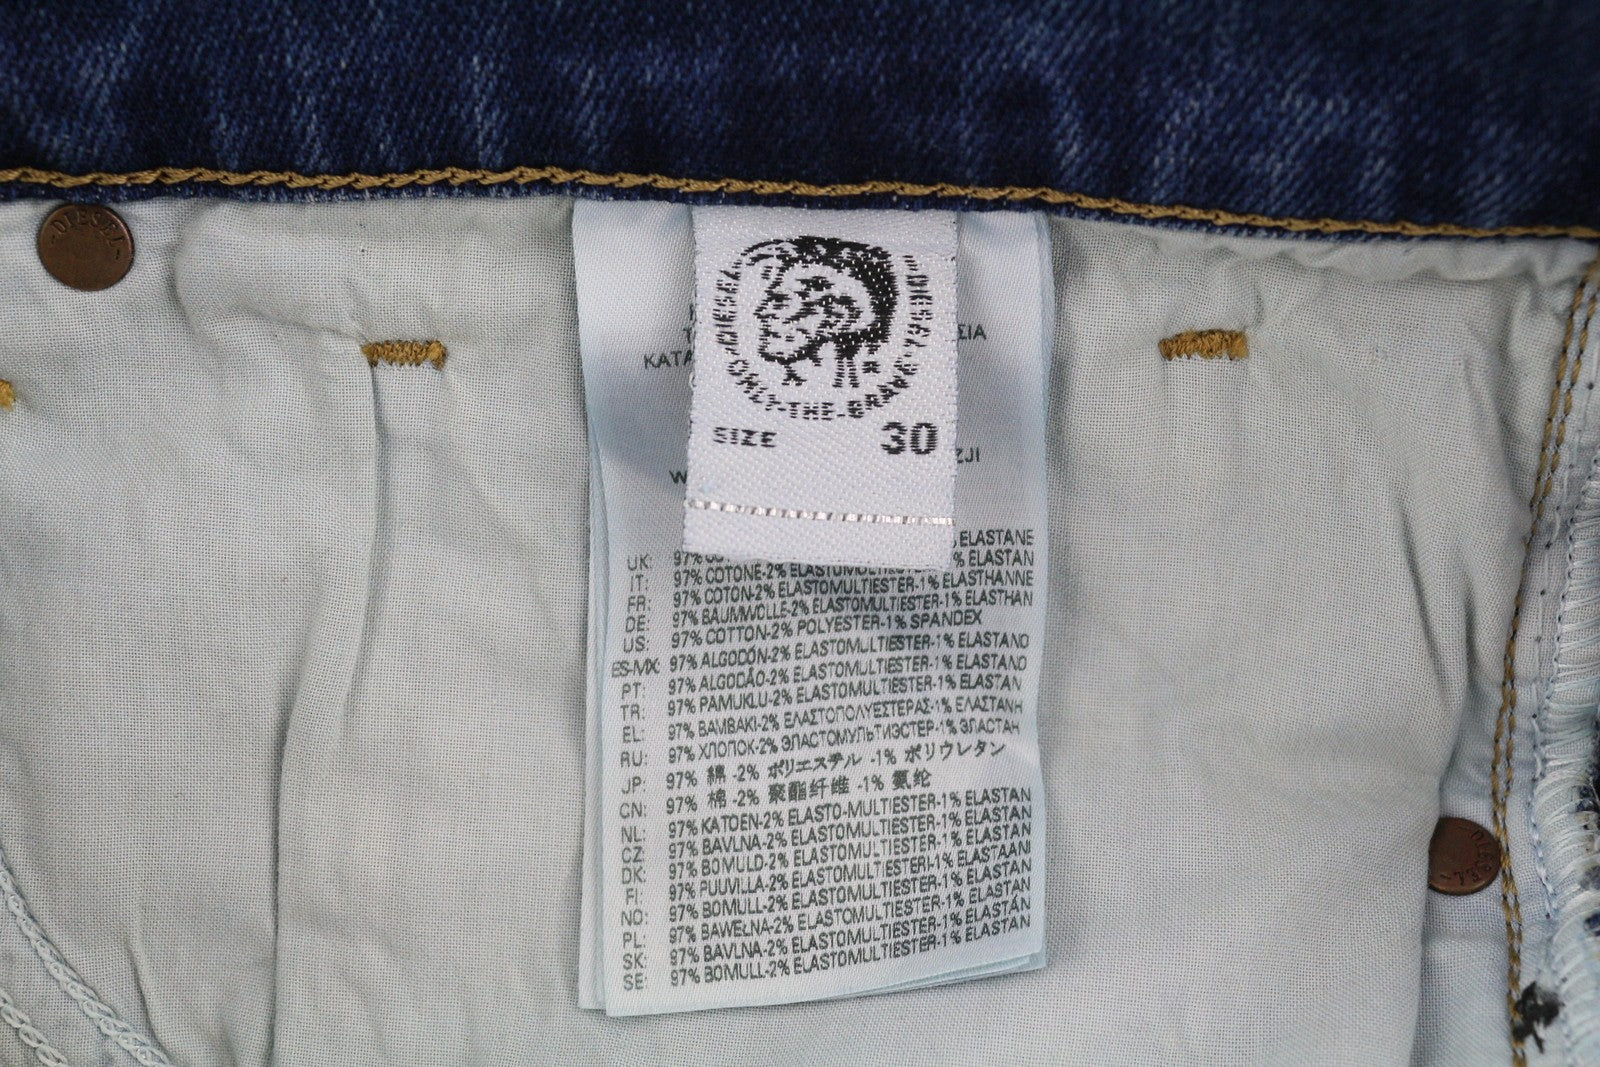 DIESEL
DIESEL
ONLY-THE-BRAVE
SIZE 30
ΣΙΑ
ΚΑΤΑ
ZJI
W
UK: 97% ELASTANE
IT: 97% COTONE-2% ELASTOMULTIESTER-1% ELASTAN
FR: 97% COTON-2% ELASTOMULTIESTER-1% ELASTHANNE
DE: 97% BAUMWOLLE-2% ELASTOMULTIESTER-1% ELASTHAN
US: 97% COTTON-2% POLYESTER-1% SPANDEX
ES-MX: 97% ALGODÓN-2% ELASTOMULTIESTER-1% ELASTANO
PT: 97% ALGODÃO-2% ELASTOMULTIESTER-1% ELASTANO
TR: 97% PAMUKLU-2% ELASTOMULTIESTER-1% ELASTAN
EL: 97% ΒΑΜΒΑΚΙ-2% ΕΛΑΣΤΟΠΟΛΥΕΣΤΕΡΑΣ-1% ΕΛΑΣΤΑΝΗ
RU: 97% ХЛОПОК-2% ЭЛАСТОМУЛЬТИЭСТЕР-1% ЭЛАСТАН
JP: 97% 綿 -2% ポリエステル -1% ポリウレタン
CN: 97% 棉 -2% 聚酯纤维 -1% 氨纶
NL: 97% KATOEN-2% ELASTO-MULTIESTER-1% ELASTAN
CZ: 97% BAVLNA-2% ELASTOMULTIESTER-1% ELASTAN
DK: 97% BOMULD-2% ELASTOMULTIESTER-1% ELASTAN
FI: 97% PUUVILLA-2% ELASTOMULTIESTERI-1% ELASTAANI
NO: 97% BOMULL-2% ELASTOMULTIESTER-1% ELASTAN
PL: 97% BAWEŁNA-2% ELASTOMULTIESTER-1% ELASTAN
SK: 97% BAVLNA-2% ELASTOMULTIESTER-1% ELASTÁN
SE: 97% BOMULL-2% ELASTOMULTIESTER-1% ELASTAN
DIESEL